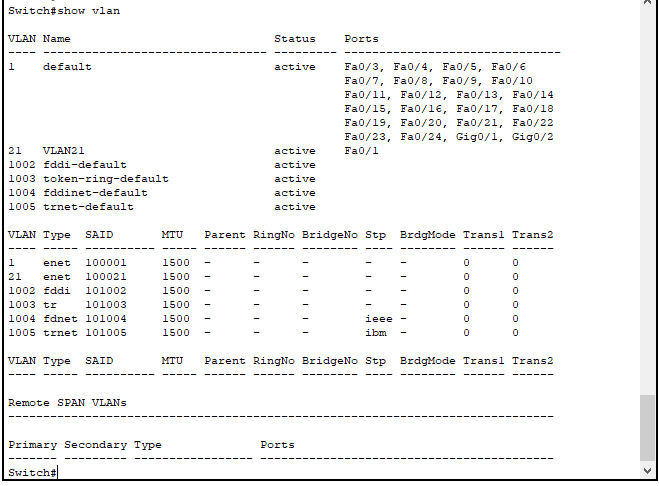 Switch#show vlan
VLAN Name                             Status    Ports
---- -------------------------------- --------- -------------------------------
1    default                          active    Fa0/3, Fa0/4, Fa0/5, Fa0/6
                                                Fa0/7, Fa0/8, Fa0/9, Fa0/10
                                                Fa0/11, Fa0/12, Fa0/13, Fa0/14
                                                Fa0/15, Fa0/16, Fa0/17, Fa0/18
                                                Fa0/19, Fa0/20, Fa0/21, Fa0/22
                                                Fa0/23, Fa0/24, Gig0/1, Gig0/2
21   VLAN21                           active    Fa0/1
1002 fddi-default                     active
1003 token-ring-default               active
1004 fddinet-default                  active
1005 trnet-default                    active
VLAN Type  SAID       MTU   Parent RingNo BridgeNo Stp  BrdgMode Trans1 Trans2
---- ----- ---------- ----- ------ ------ -------- ---- -------- ------ ------
1    enet  100001     1500  -      -      -        -    -        0      0
21   enet  100021     1500  -      -      -        -    -        0      0
1002 fddi  101002     1500  -      -      -        -    -        0      0
1003 tr    101003     1500  -      -      -        -    -        0      0
1004 fdnet 101004     1500  -      -      -        ieee -        0      0
1005 trnet 101005     1500  -      -      -        ibm  -        0      0
VLAN Type  SAID       MTU   Parent RingNo BridgeNo Stp  BrdgMode Trans1 Trans2
---- ----- ---------- ----- ------ ------ -------- ---- -------- ------ ------
Remote SPAN VLANs
------------------------------------------------------------------------------
Primary Secondary Type              Ports
------- --------- ----------------- ------------------------------------------
Switch#